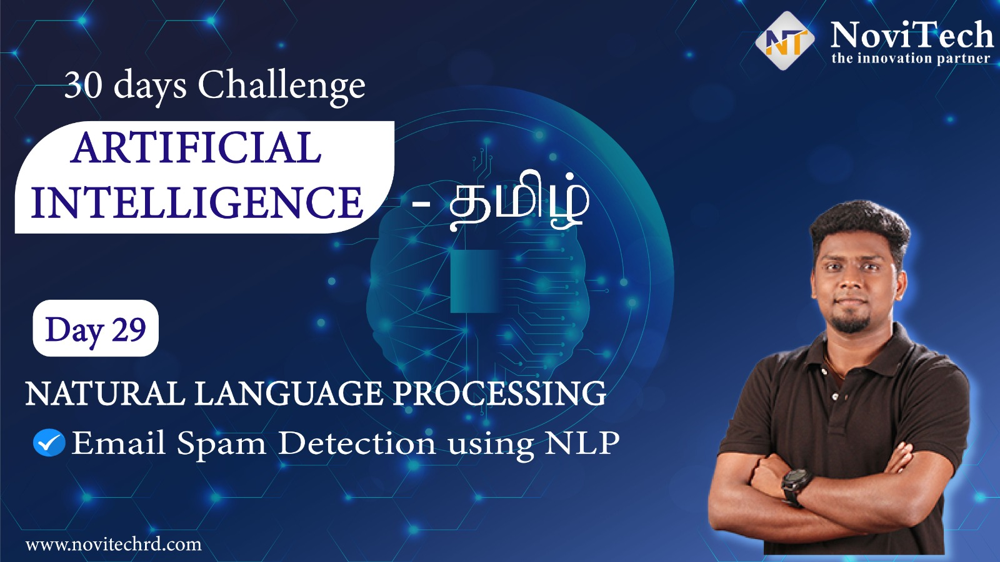 NT
NoviTech
the innovation partner
30 days Challenge
ARTIFICIAL
INTELLIGENCE
- தமிழ்
Day 29
NATURAL LANGUAGE PROCESSING
Email Spam Detection using NLP
www.novitechrd.com